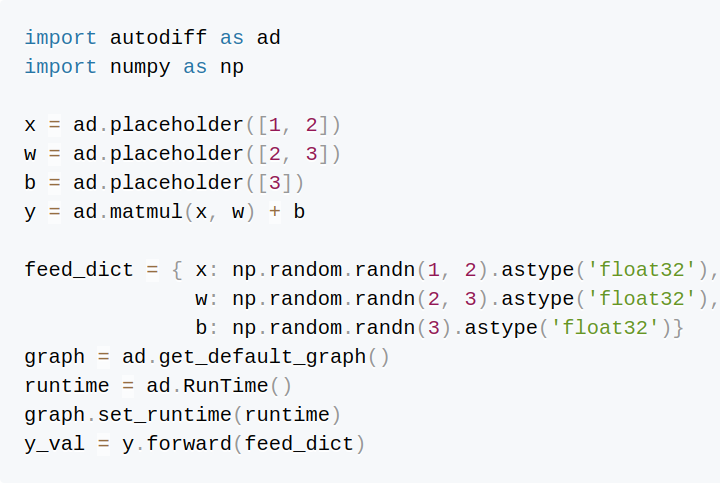 import autodiff as ad
import numpy as np

x = ad.placeholder([1, 2])
w = ad.placeholder([2, 3])
b = ad.placeholder([3])
y = ad.matmul(x, w) + b

feed_dict = { x: np.random.randn(1, 2).astype('float32'),
              w: np.random.randn(2, 3).astype('float32'),
              b: np.random.randn(3).astype('float32')}
graph = ad.get_default_graph()
runtime = ad.RunTime()
graph.set_runtime(runtime)
y_val = y.forward(feed_dict)